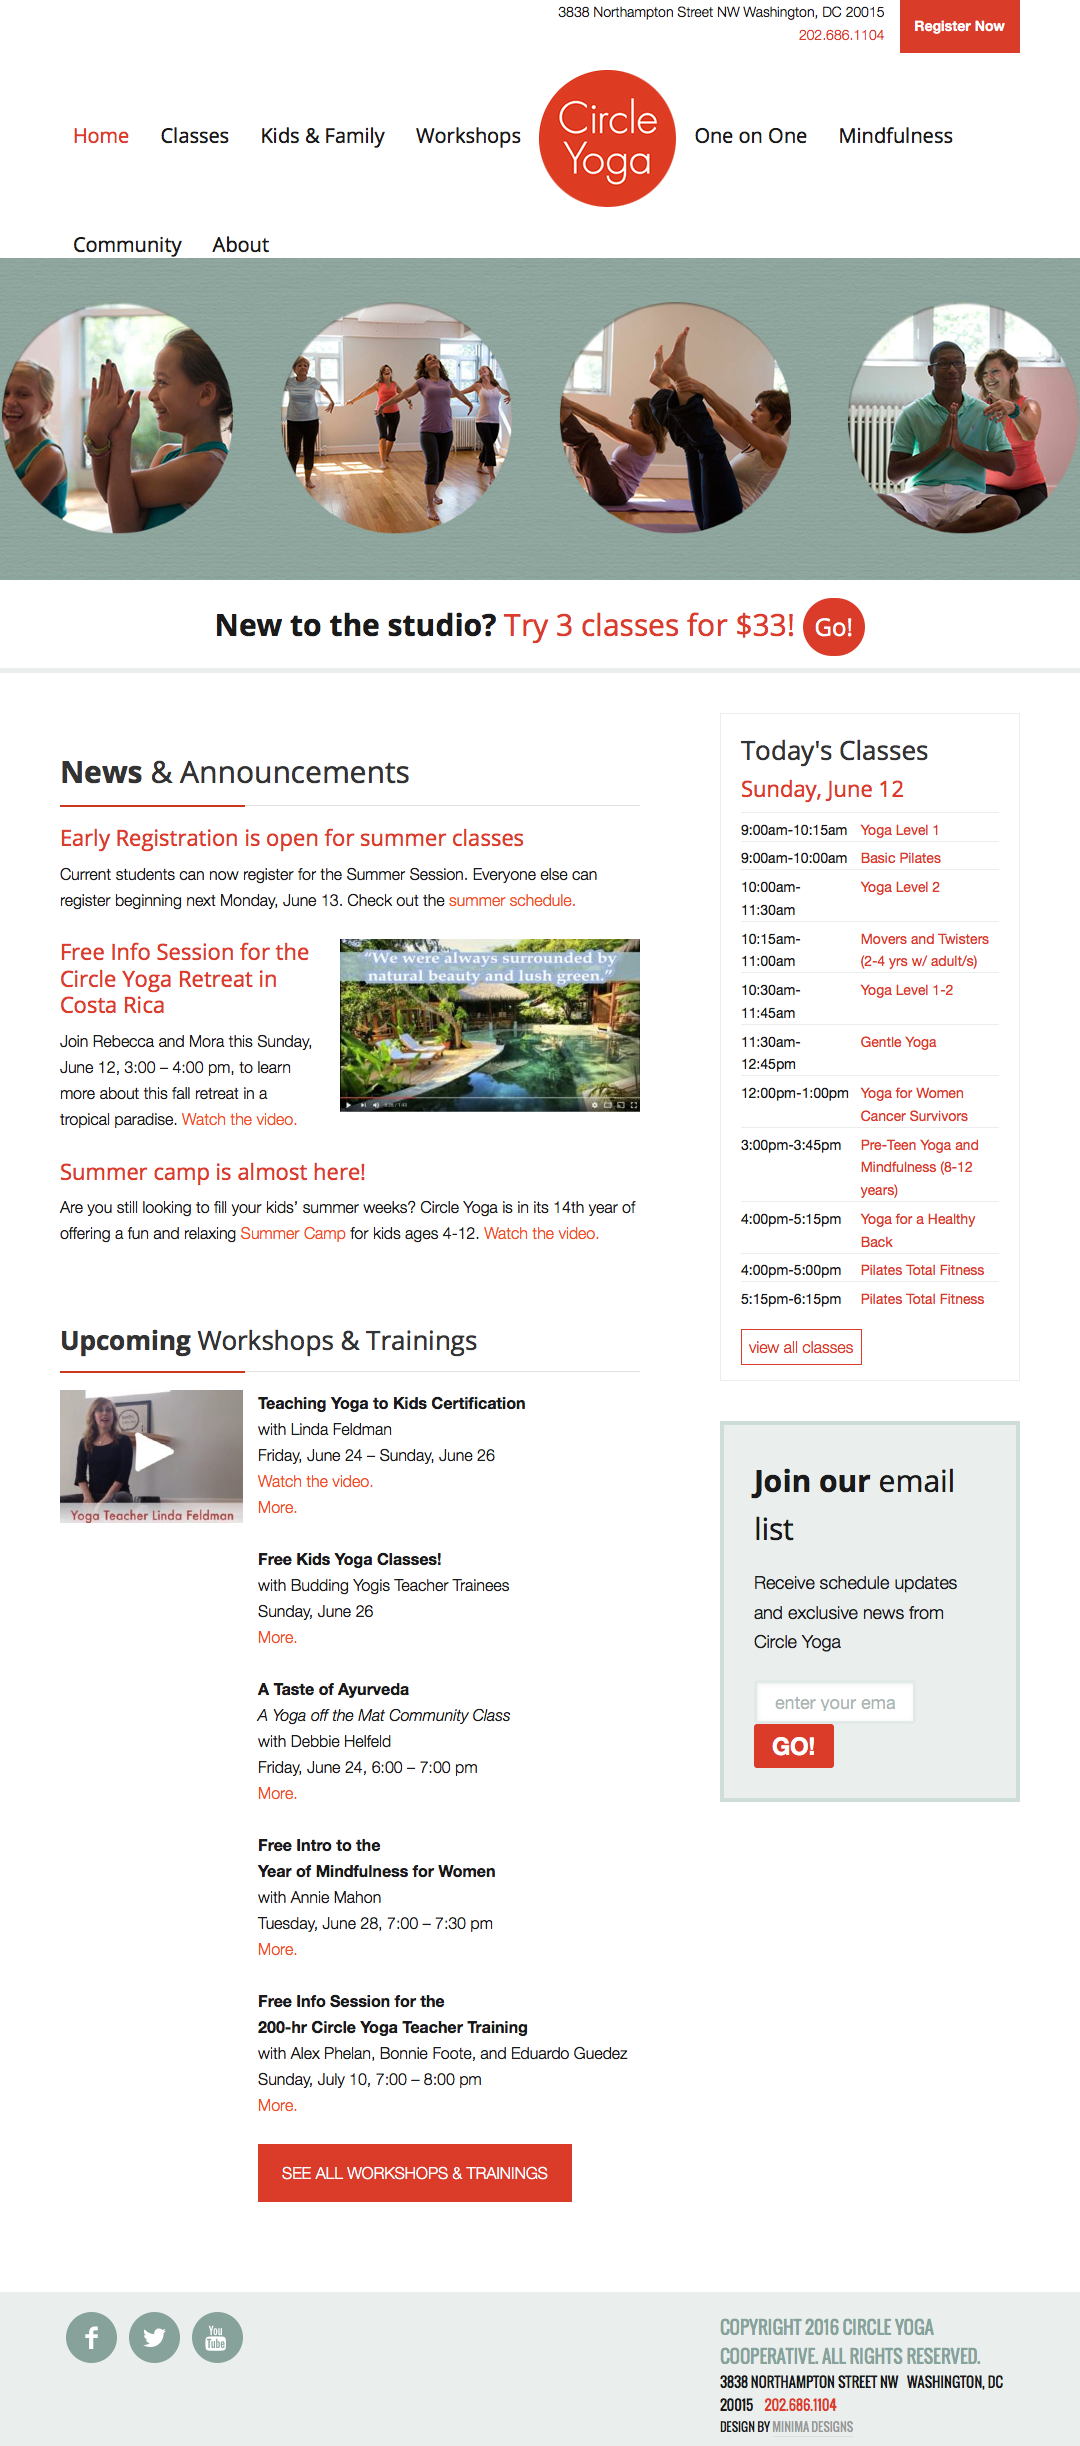 3838 Northampton Street NW Washington, DC 20015
202.686.1104
Register Now
Home Classes Kids & Family Workshops
Circle
Yoga
One on One Mindfulness
Community About
New to the studio? Try 3 classes for $33! Go!
News & Announcements
Early Registration is open for summer classes
Current students can now register for the Summer Session. Everyone else can
register beginning next Monday, June 13. Check out the summer schedule.
Free Info Session for the
Circle Yoga Retreat in
Costa Rica
Join Rebecca and Mora this Sunday,
June 12, 3:00 – 4:00 pm, to learn
more about this fall retreat in a
tropical paradise. Watch the video.
“We were always surrounded by
natural beauty and lush green.”
Summer camp is almost here!
Are you still looking to fill your kids’ summer weeks? Circle Yoga is in its 14th year of
offering a fun and relaxing Summer Camp for kids ages 4-12. Watch the video.
Upcoming Workshops & Trainings
Yoga Teacher Linda Feldman
Teaching Yoga to Kids Certification
with Linda Feldman
Friday, June 24 – Sunday, June 26
Watch the video.
More.
Free Kids Yoga Classes!
with Budding Yogis Teacher Trainees
Sunday, June 26
More.
A Taste of Ayurveda
A Yoga off the Mat Community Class
with Debbie Helfeld
Friday, June 24, 6:00 – 7:00 pm
More.
Free Intro to the
Year of Mindfulness for Women
with Annie Mahon
Tuesday, June 28, 7:00 – 7:30 pm
More.
Free Info Session for the
200-hr Circle Yoga Teacher Training
with Alex Phelan, Bonnie Foote, and Eduardo Guedez
Sunday, July 10, 7:00 – 8:00 pm
More.
SEE ALL WORKSHOPS & TRAININGS
Today's Classes
Sunday, June 12
9:00am-10:15am Yoga Level 1
9:00am-10:00am Basic Pilates
10:00am- Yoga Level 2
11:30am
10:15am- Movers and Twisters
11:00am (2-4 yrs w/ adult/s)
10:30am- Yoga Level 1-2
11:45am
11:30am- Gentle Yoga
12:45pm
12:00pm-1:00pm Yoga for Women
Cancer Survivors
3:00pm-3:45pm Pre-Teen Yoga and
Mindfulness (8-12
years)
4:00pm-5:15pm Yoga for a Healthy
Back
4:00pm-5:00pm Pilates Total Fitness
5:15pm-6:15pm Pilates Total Fitness
view all classes
Join our email
list
Receive schedule updates
and exclusive news from
Circle Yoga
enter your ema
GO!
You
Tube
COPYRIGHT 2016 CIRCLE YOGA
COOPERATIVE. ALL RIGHTS RESERVED.
3838 NORTHAMPTON STREET NW WASHINGTON, DC
20015 202.686.1104
DESIGN BY MINIMA DESIGNS